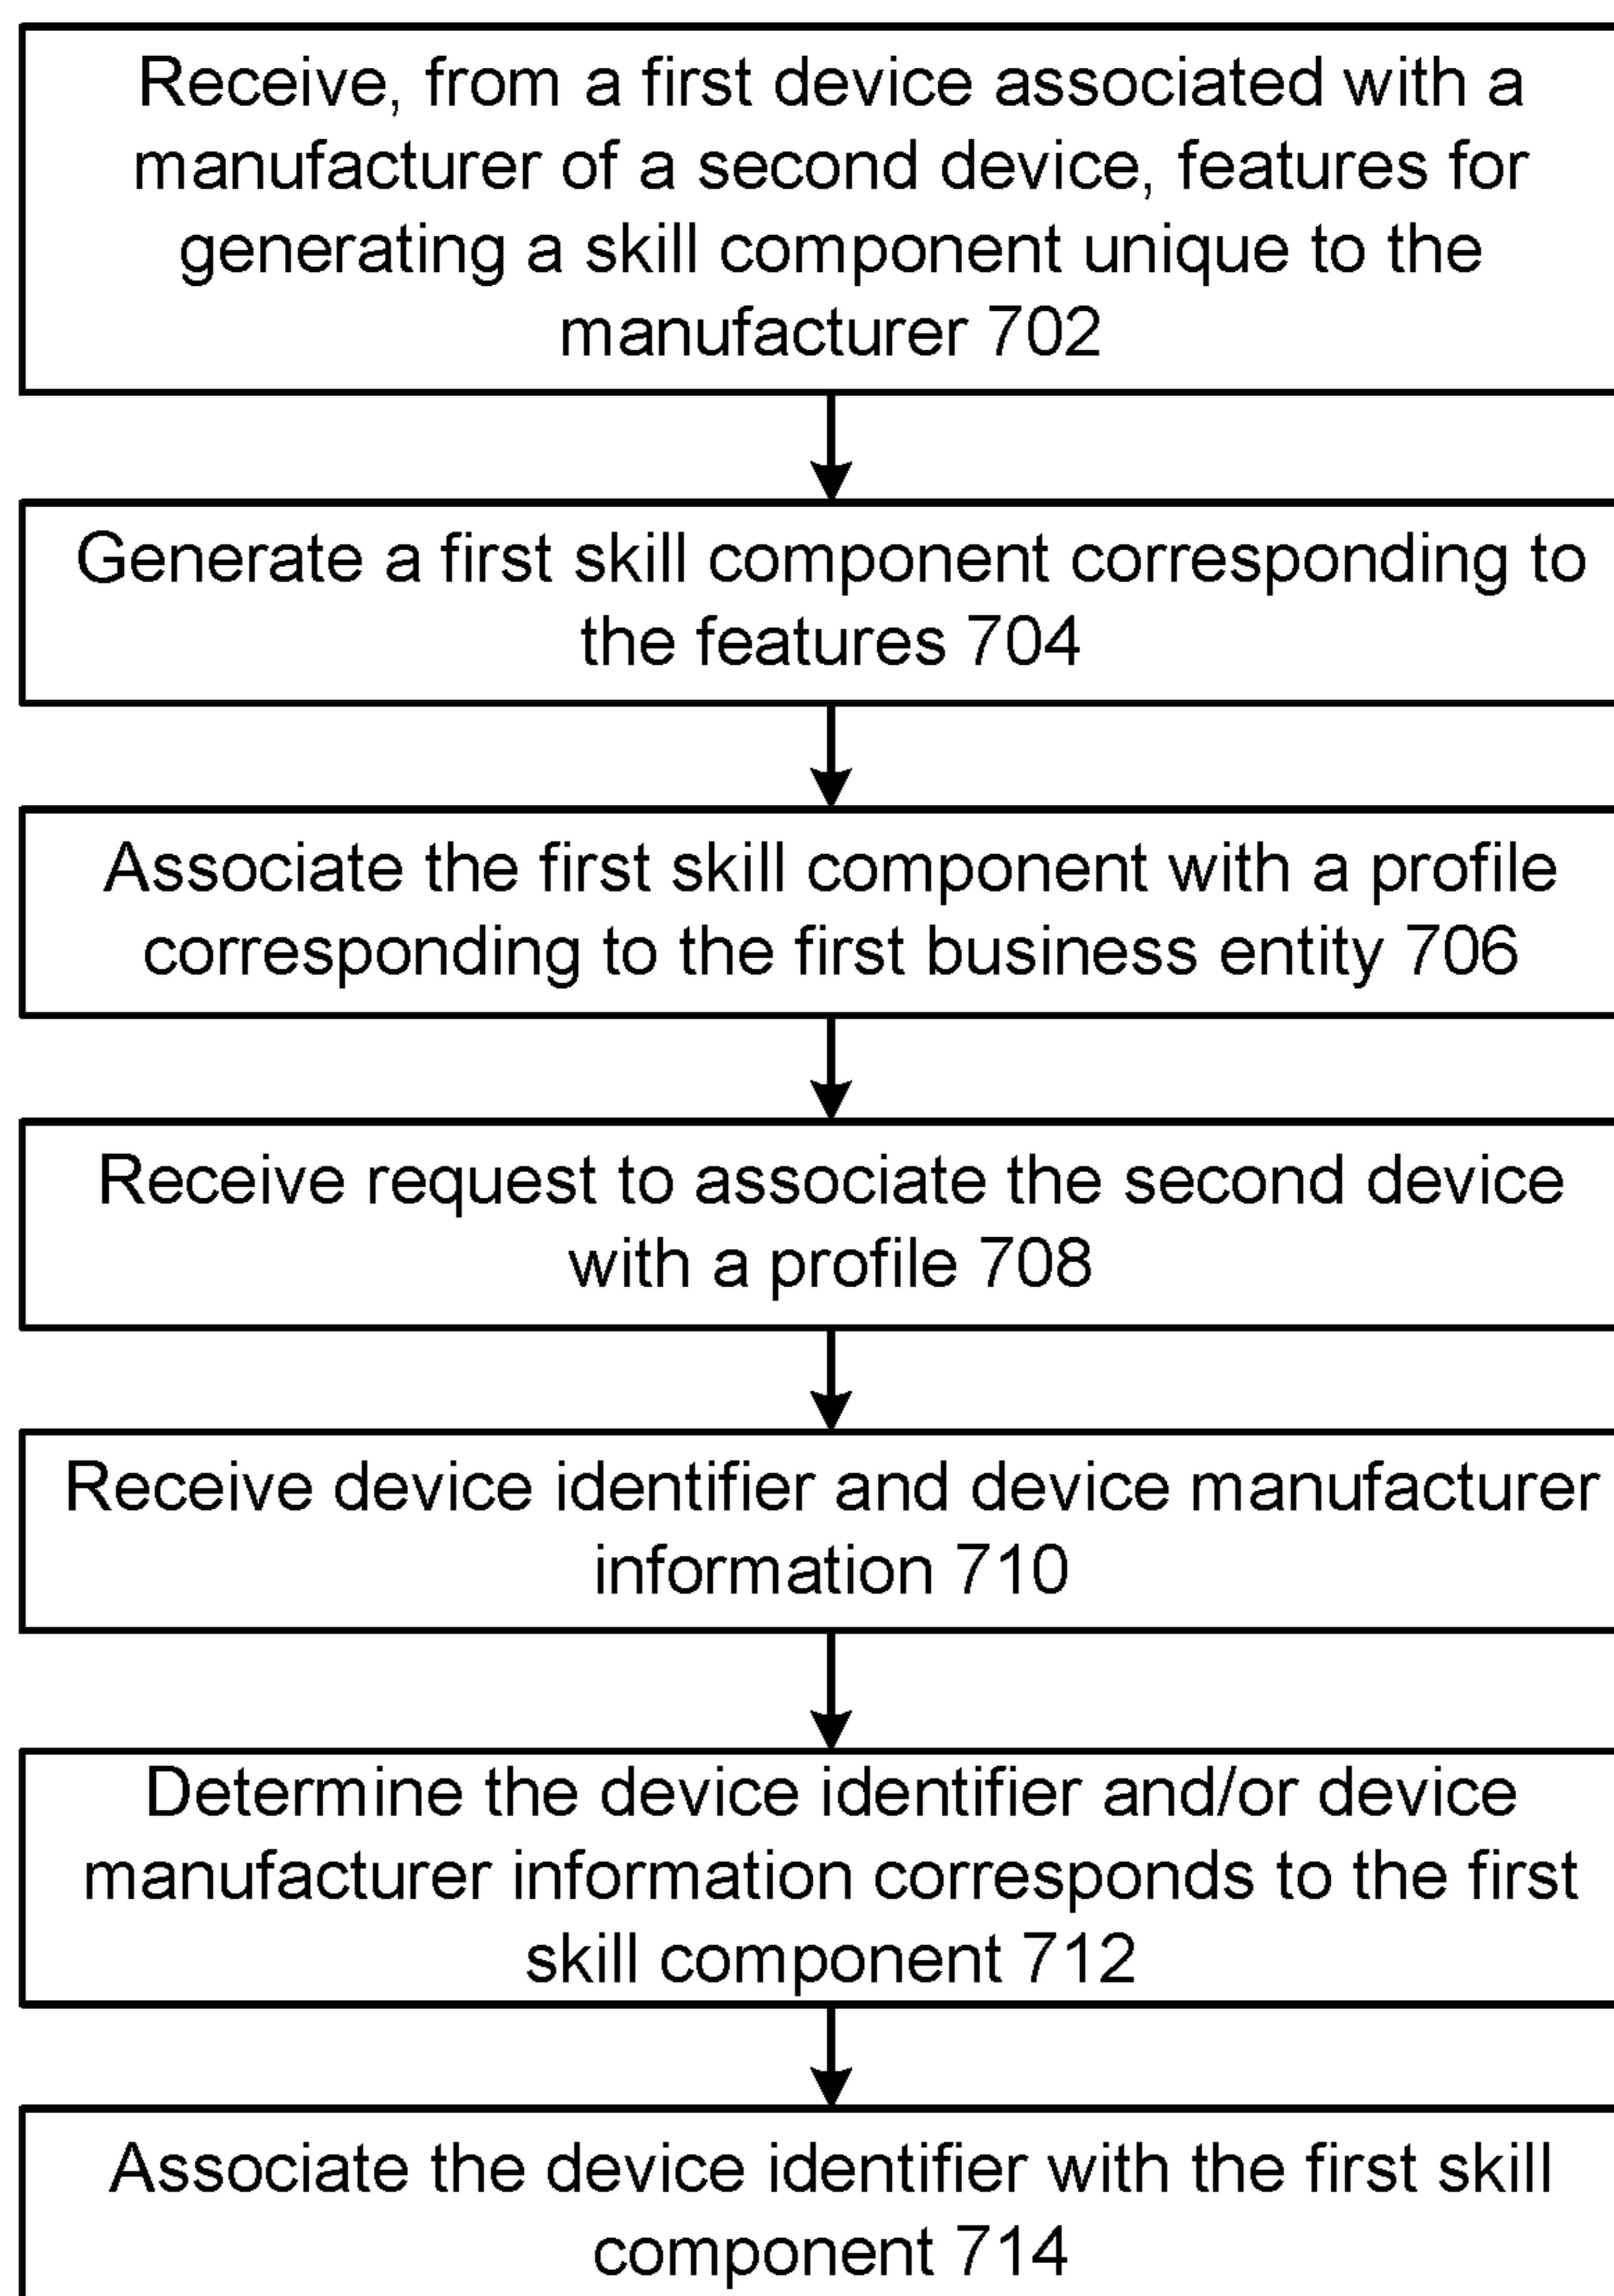 Receive, from a first device associated with a
manufacturer of a second device, features for
generating a skill component unique to the
manufacturer 702
Generate a first skill component corresponding to
the features 704
Associate the first skill component with a profile
corresponding to the first business entity 706
Receive request to associate the second device
with a profile 708
Receive device identifier and device manufacturer
information 710
Determine the device identifier and/or device
manufacturer information corresponds to the first
skill component 712
Associate the device identifier with the first skill
component 714